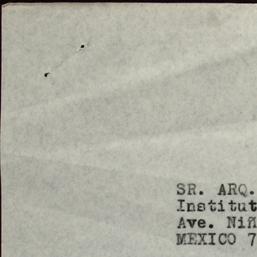 SR. ARQ.
Institut
Ave. Niñ
MEXICO 7